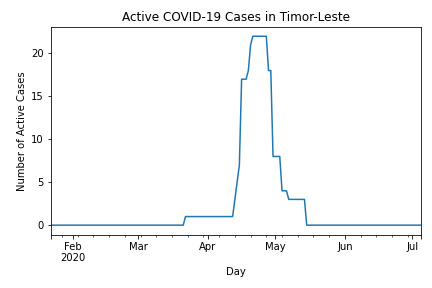 Active COVID-19 Cases in Timor-Leste
Number of Active Cases
20
15
10
5
0
Feb Mar Apr May Jun Jul
2020
Day